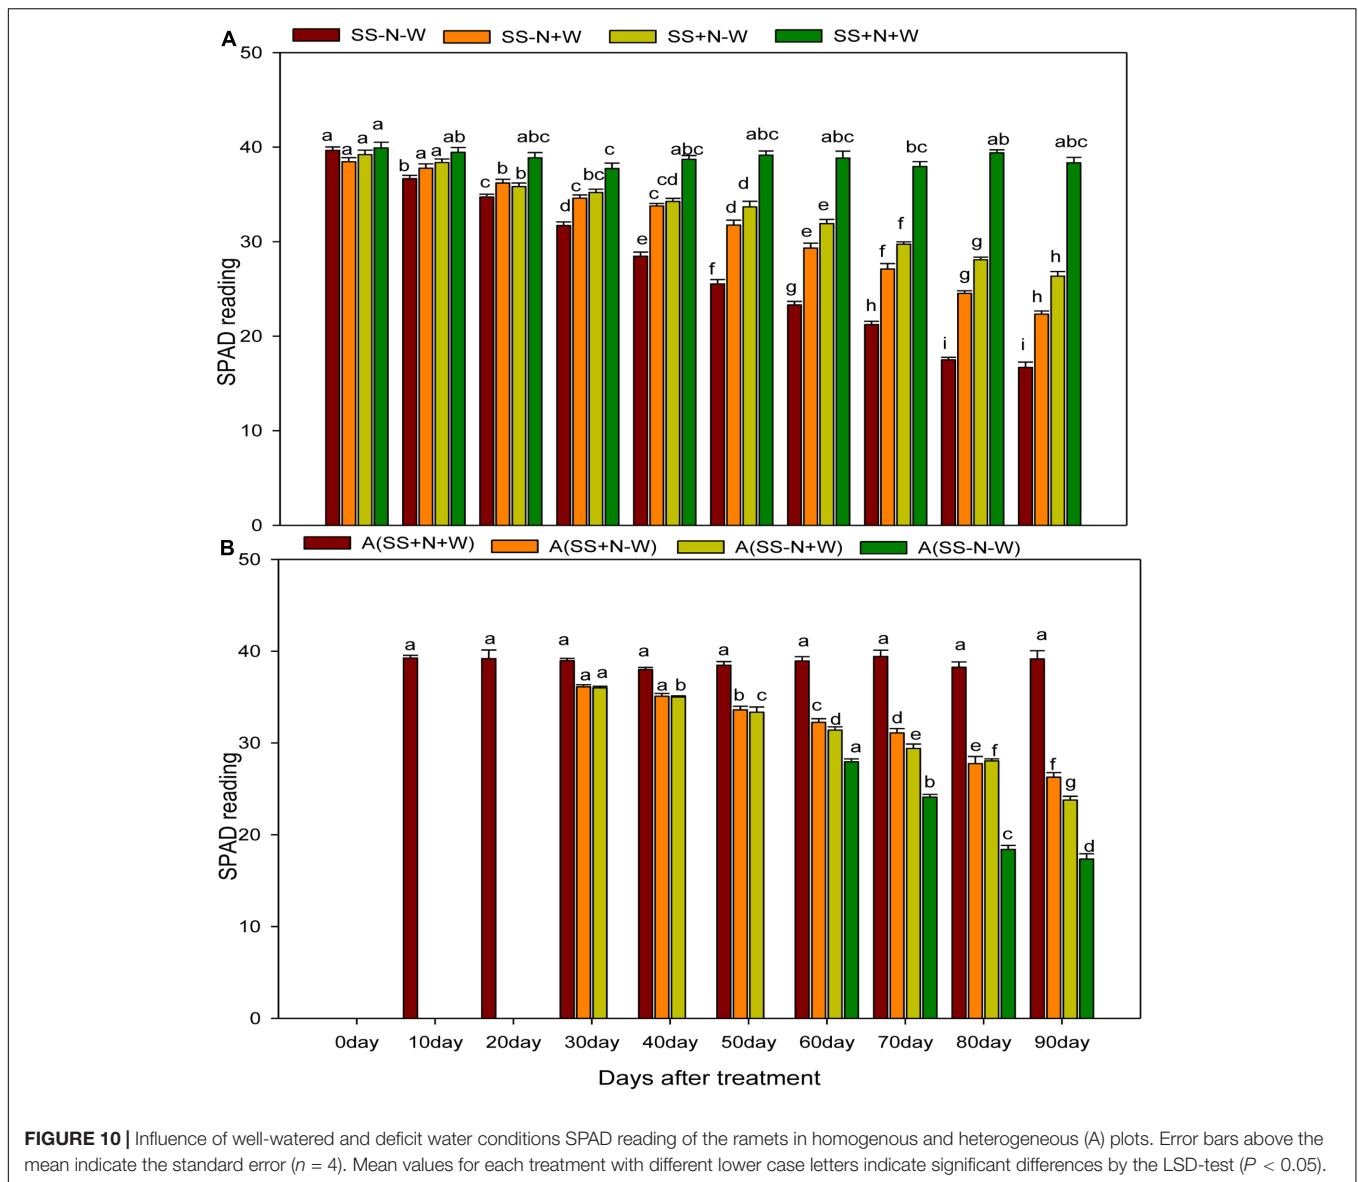 A SS-N-W SS-N+W SS+N-W SS+N+W
50
a a a a b a a ab c b b abc d c bc c e c cd abc f d d abc g e e abc h f f bc i g g ab i h h abc
40
30
20
10
0
SPAD reading
B A(SS+N+W) A(SS+N-W) A(SS-N+W) A(SS-N-W)
50
a a a a a a a b a b c a c d a a d e b a e f c a f g d
40
30
20
10
0
SPAD reading
0day 10day 20day 30day 40day 50day 60day 70day 80day 90day
Days after treatment
FIGURE 10 | Influence of well-watered and deficit water conditions SPAD reading of the ramets in homogenous and heterogeneous (A) plots. Error bars above the
mean indicate the standard error (n = 4). Mean values for each treatment with different lower case letters indicate significant differences by the LSD-test (P < 0.05).